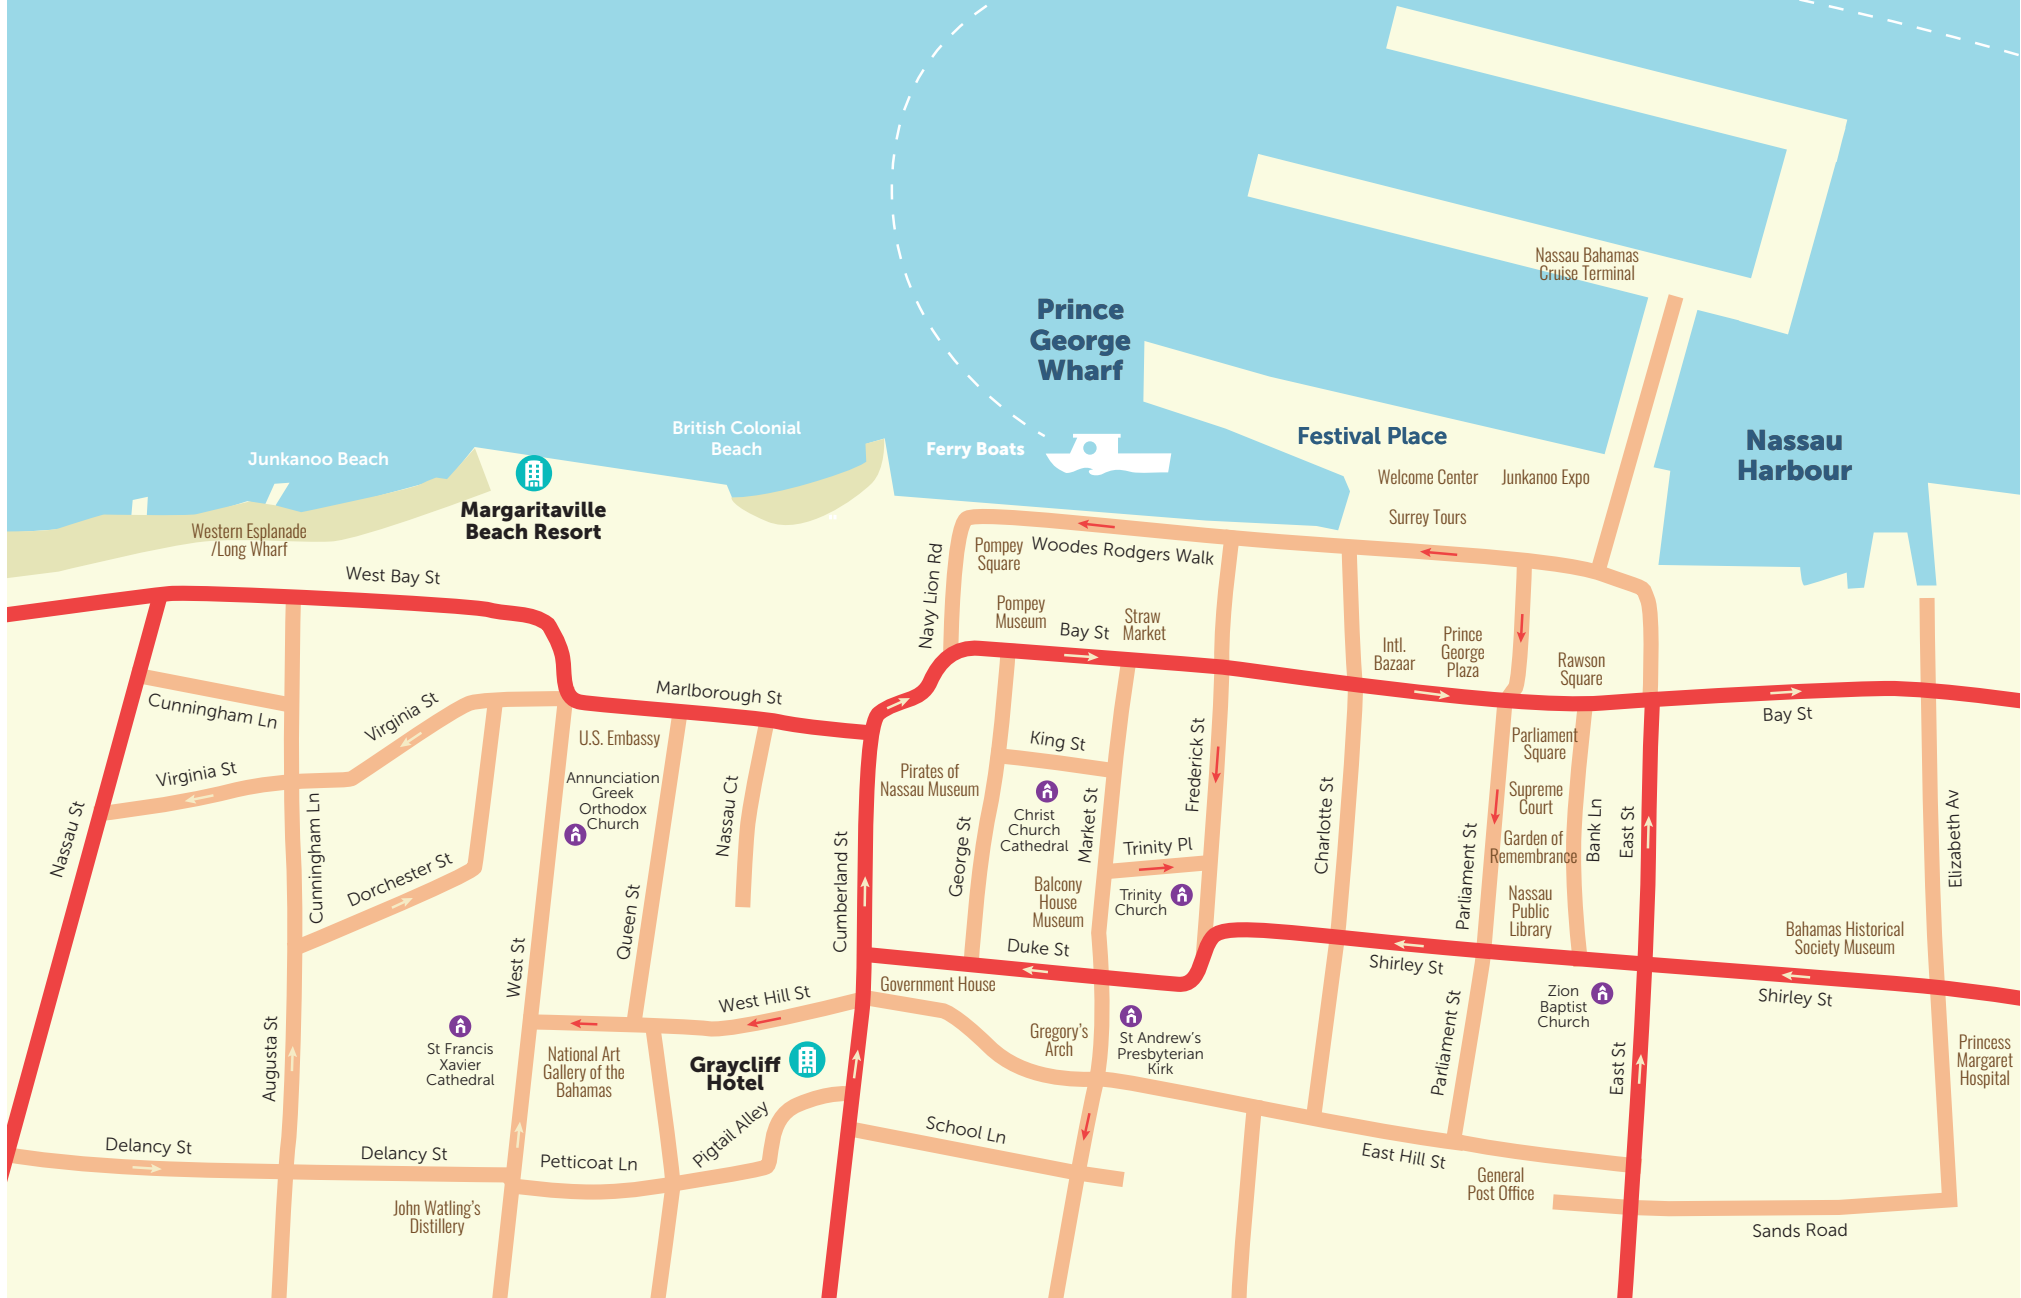 Nassau Bahamas
Cruise Terminal
Prince
George
Wharf
British Colonial
Beach
Ferry Boats
Festival Place
Nassau
Harbour
Junkanoo Beach
Welcome Center
Junkanoo Expo
Surrey Tours
Margaritaville
Beach Resort
Western Esplanade
/Long Wharf
West Bay St
Navy Lion Rd
Pompey
Square
Woodes Rodgers Walk
Pompey
Museum
Bay St
Straw
Market
Intl.
Bazaar
Prince
George
Plaza
Rawson
Square
Bay St
Cunningham Ln
Virginia St
Virginia St
Marlborough St
U.S. Embassy
Annunciation
Greek
Orthodox
Church
Nassau Ct
Pirates of
Nassau Museum
King St
Christ
Church
Cathedral
Market St
Frederick St
Charlotte St
Parliament
Square
Supreme
Court
Garden of
Remembrance
Nassau
Public
Library
Bank Ln
East St
Parliament St
Elizabeth Av
Nassau St
Cunningham Ln
Dorchester St
West St
Queen St
Cumberland St
George St
Balcony
House
Museum
Trinity Pl
Trinity
Church
Duke St
Shirley St
Bahamas Historical
Society Museum
Shirley St
Government House
West Hill St
Augusta St
St Francis
Xavier
Cathedral
National Art
Gallery of the
Bahamas
Graycliff
Hotel
Gregory's
Arch
St Andrew's
Presbyterian
Kirk
Zion
Baptist
Church
Parliament St
East St
Princess
Margaret
Hospital
Delancy St
Delancy St
Petticoat Ln
Pigtail Alley
School Ln
East Hill St
General
Post Office
John Watling's
Distillery
Sands Road